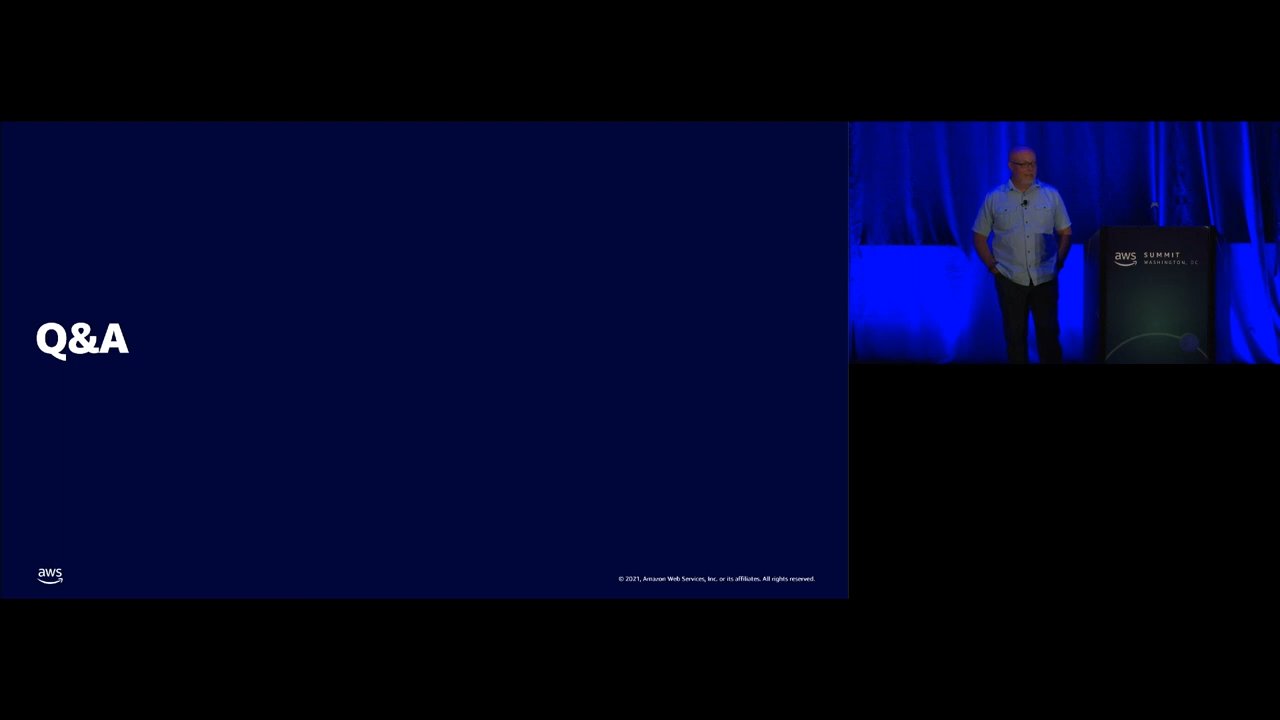 Q&A
aws
© 2021, Amazon Web Services, Inc. or its affiliates. All rights reserved.
aws SUMMIT
WASHINGTON, DC